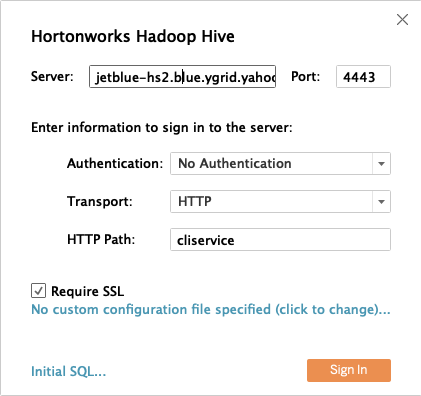 Hortonworks Hadoop Hive
Server: jetblue-hs2.blue.ygrid.yahoo Port: 4443
Enter information to sign in to the server:
Authentication: No Authentication
Transport: HTTP
HTTP Path: cliservice
Require SSL
No custom configuration file specified (click to change)...
Initial SQL... Sign In